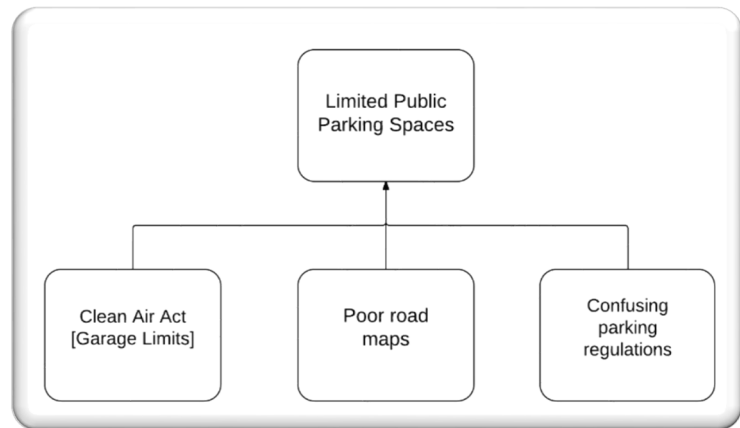 Limited Public
Parking Spaces
Clean Air Act
[Garage Limits]
Poor road
maps
Confusing
parking
regulations